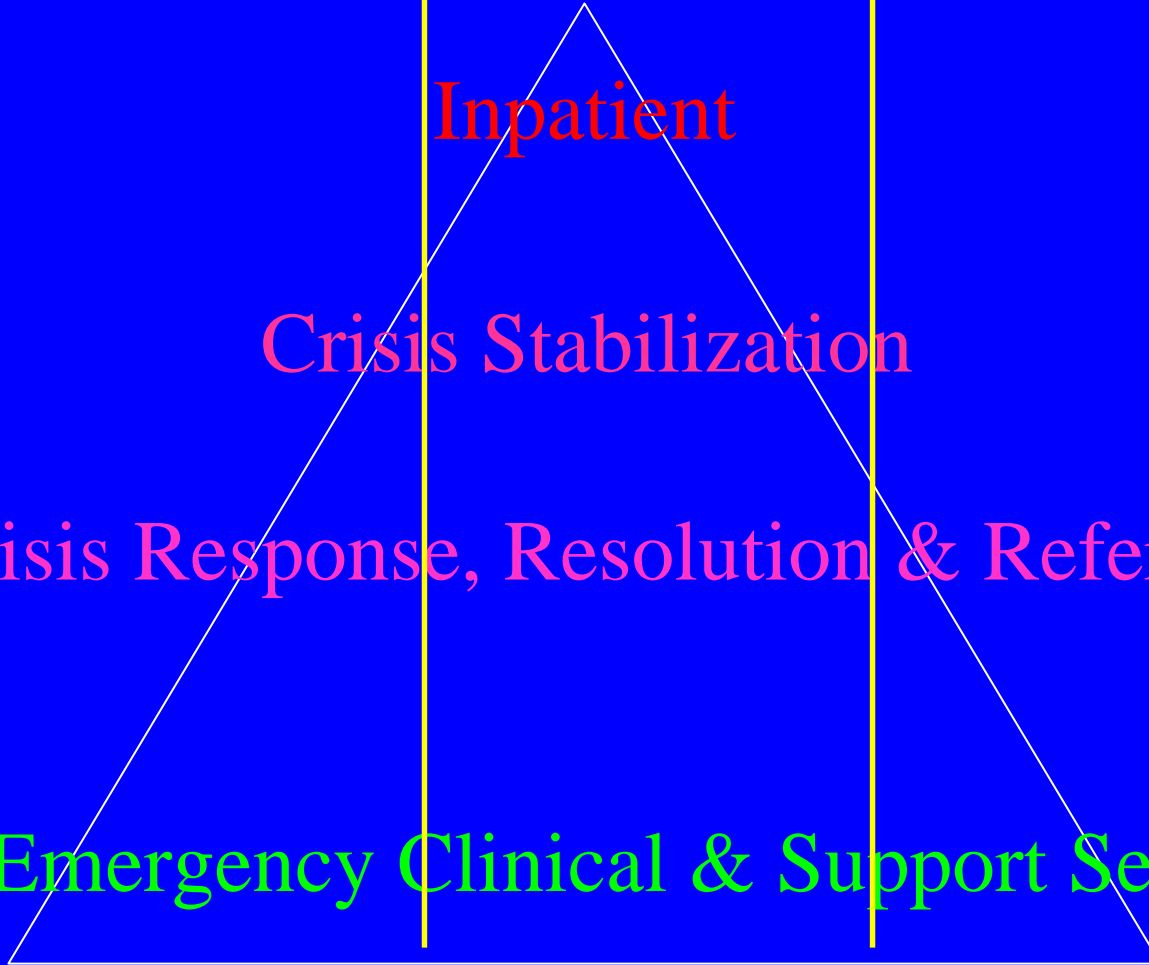 Inpatient
Crisis Stabilization
isis Response, Resolution & Refer
Emergency Clinical & Support Se